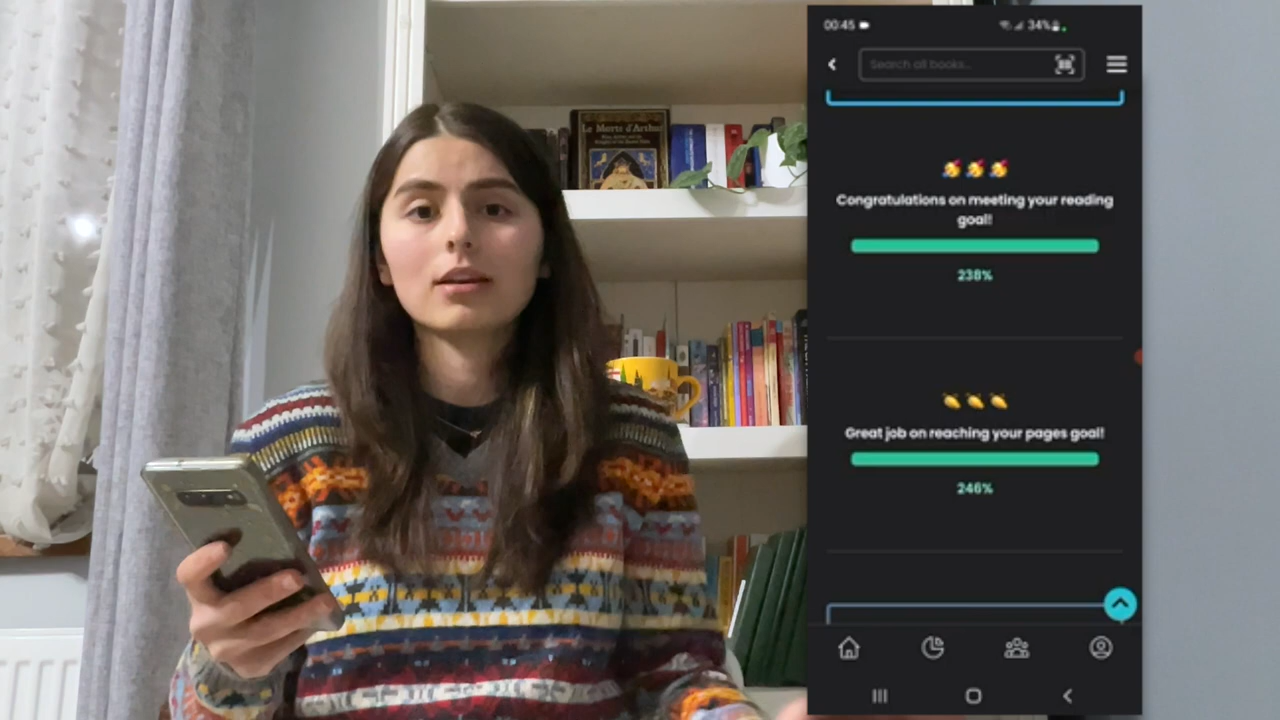 Le Morte d'Arthur
00:45
34%
Search all books...
Congratulations on meeting your reading
goal!
238%
Great job on reaching your pages goal!
246%